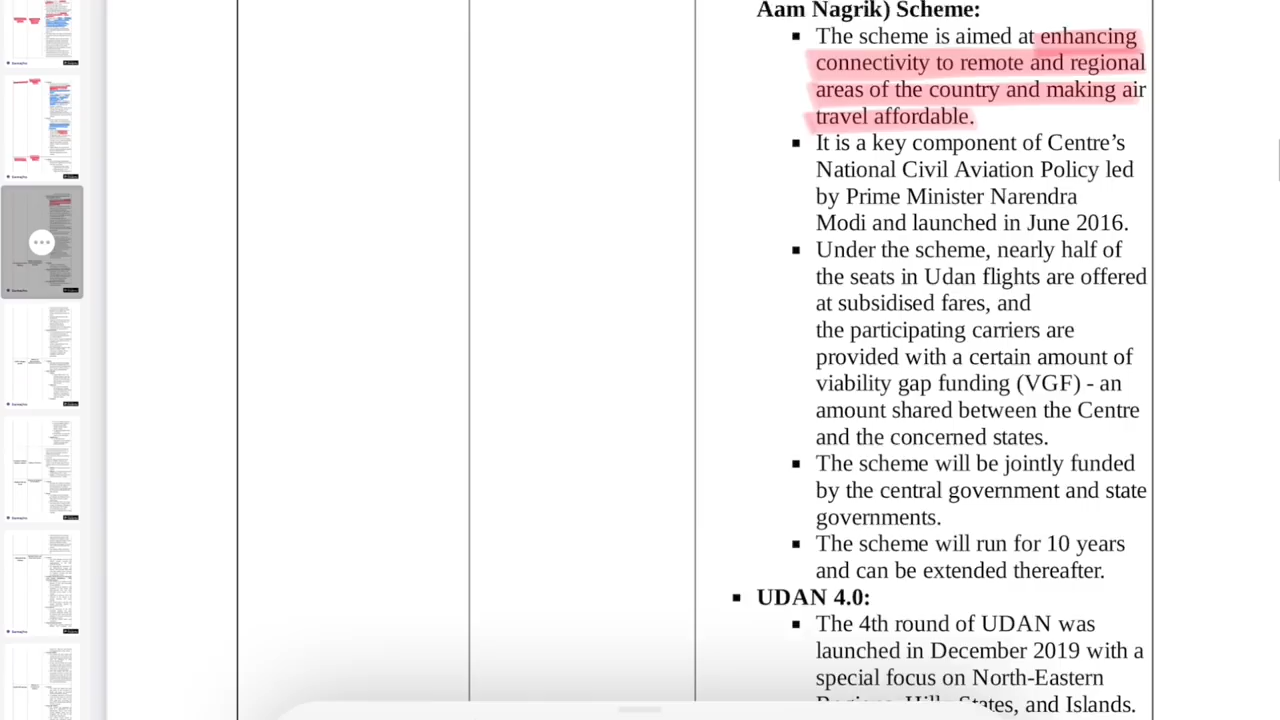 Aam Nagrik) Scheme:
▪ The scheme is aimed at enhancing
connectivity to remote and regional
areas of the country and making air
travel affordable.
▪ It is a key component of Centre’s
National Civil Aviation Policy led
by Prime Minister Narendra
Modi and launched in June 2016.
▪ Under the scheme, nearly half of
the seats in Udan flights are offered
at subsidised fares, and
the participating carriers are
provided with a certain amount of
viability gap funding (VGF) - an
amount shared between the Centre
and the concerned states.
▪ The scheme will be jointly funded
by the central government and state
governments.
▪ The scheme will run for 10 years
and can be extended thereafter.
▪ UDAN 4.0:
▪ The 4th round of UDAN was
launched in December 2019 with a
special focus on North-Eastern
Regions, Hilly States, and Islands.